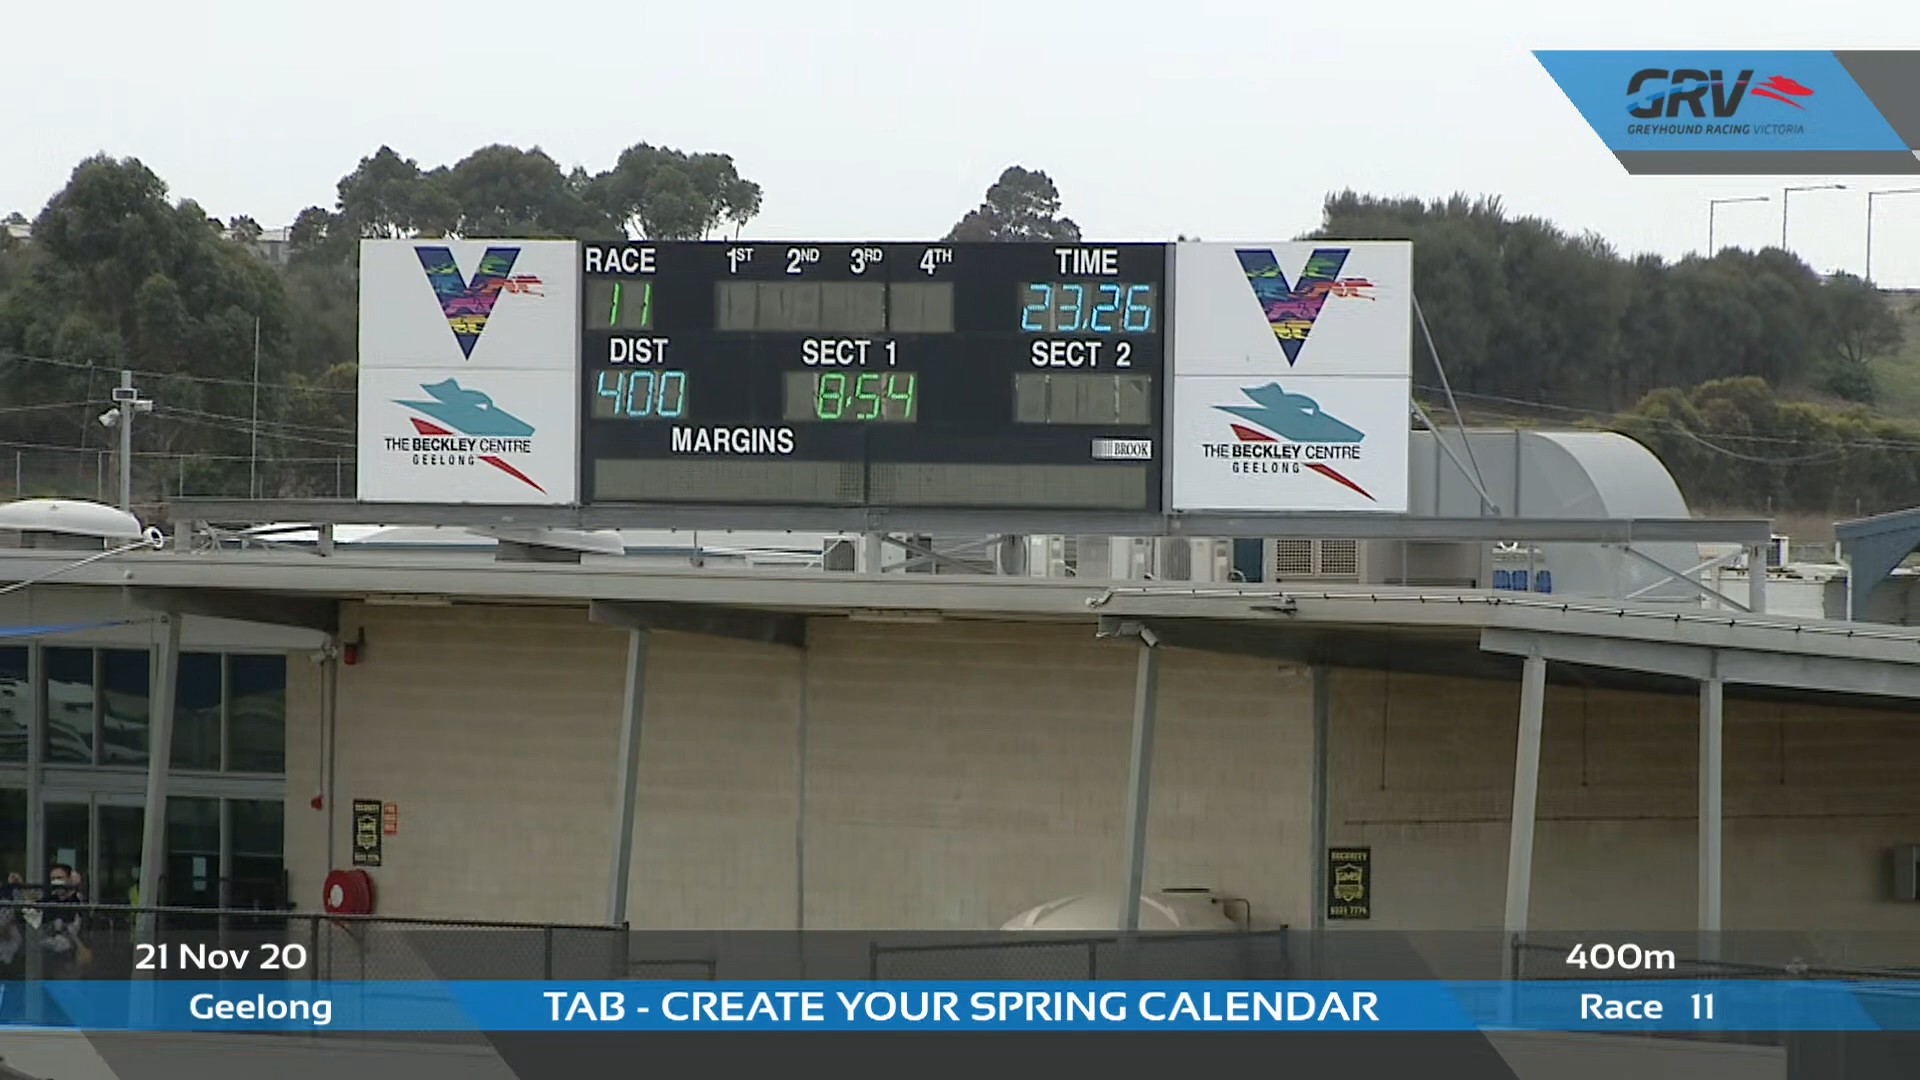 GRV
GREYHOUND RACING VICTORIA
RACE 1ST 2ND 3RD 4TH TIME
11 23.26
DIST SECT 1 SECT 2
400 8.54
MARGINS
BROOK
THE BECKLEY CENTRE
GEELONG
THE BECKLEY CENTRE
GEELONG
SECURITY
SECURITY
21 Nov 20
400m
Geelong
TAB - CREATE YOUR SPRING CALENDAR
Race 11